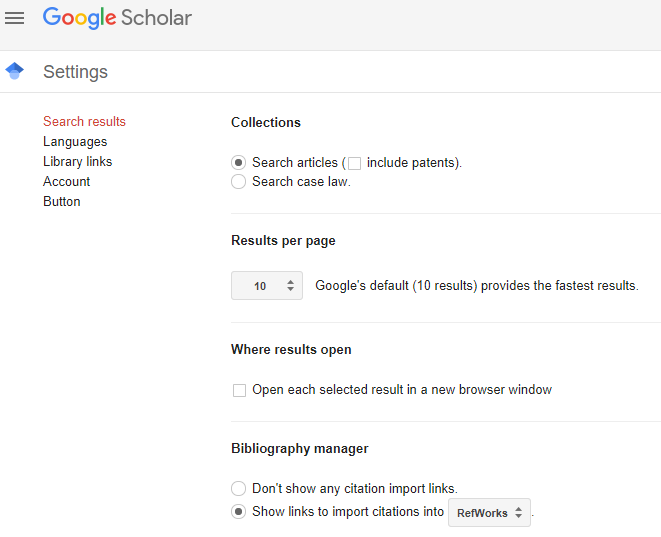 Google Scholar
Settings
Search results
Languages
Library links
Account
Button
Collections
Search articles ( include patents).
Search case law.
Results per page
10 Google's default (10 results) provides the fastest results.
Where results open
Open each selected result in a new browser window
Bibliography manager
Don't show any citation import links.
Show links to import citations into RefWorks .